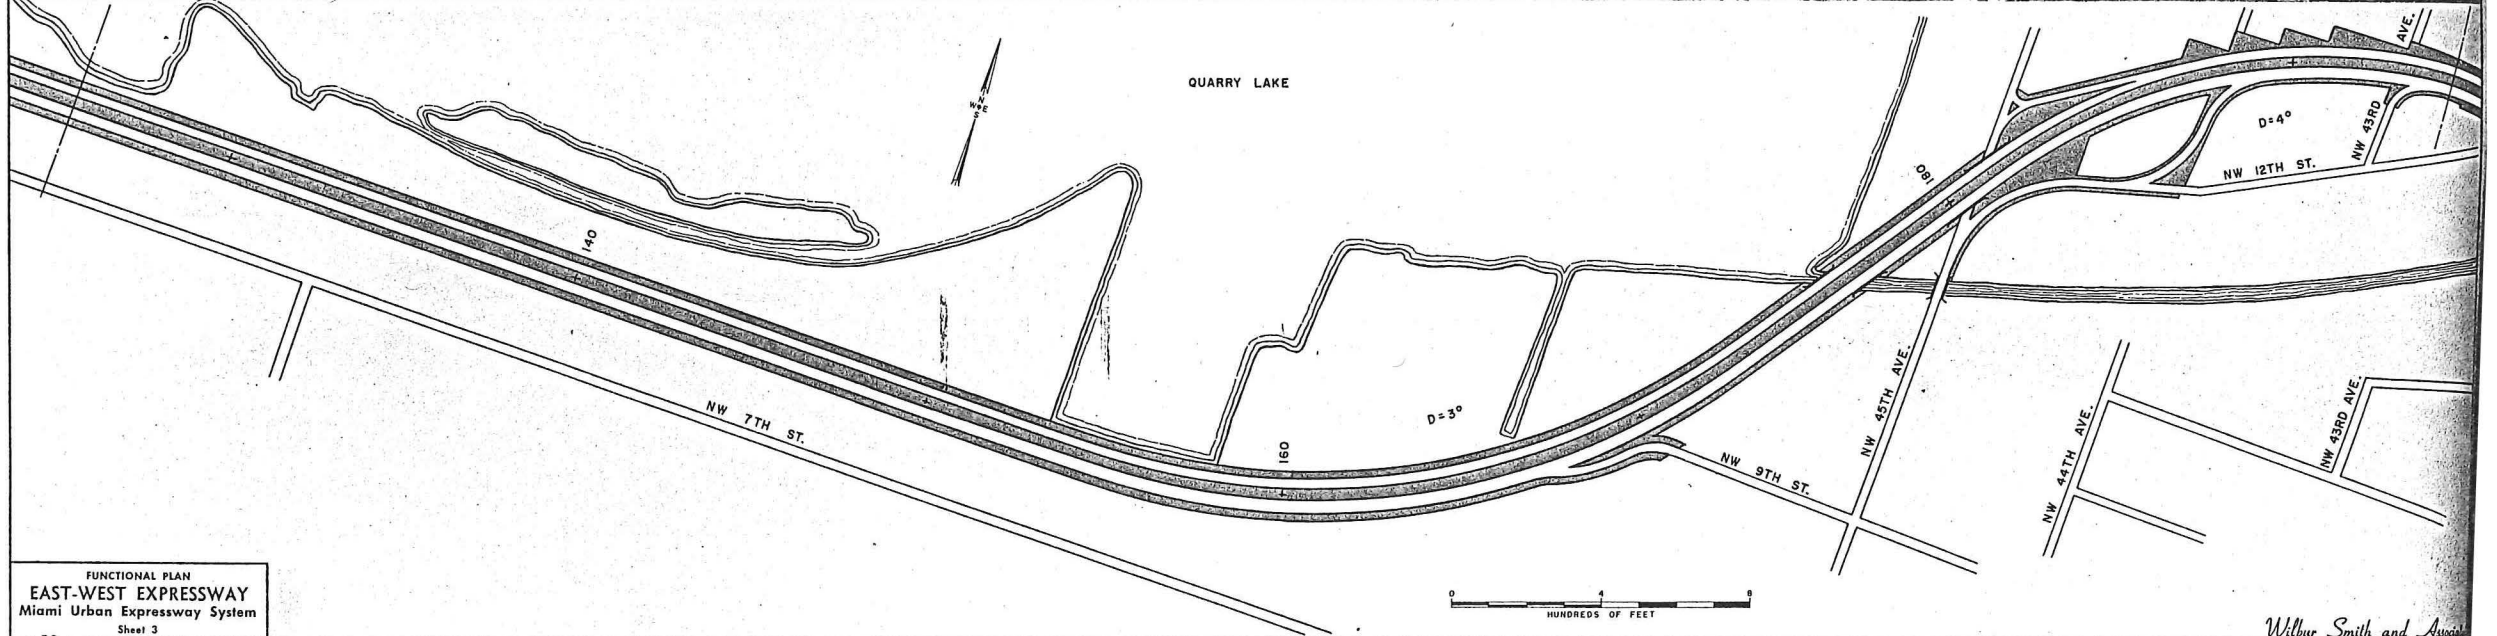 QUARRY LAKE
N
W E
S
AVE.
NW 43RD
D=4°
NW 12TH ST.
180
140
NW 7TH ST.
160
D=3°
NW 9TH ST.
NW 45TH AVE.
NW 44TH AVE.
NW 43RD AVE.
0 4 8
HUNDREDS OF FEET
FUNCTIONAL PLAN
EAST-WEST EXPRESSWAY
Miami Urban Expressway System
Sheet 3
Wilbur Smith and